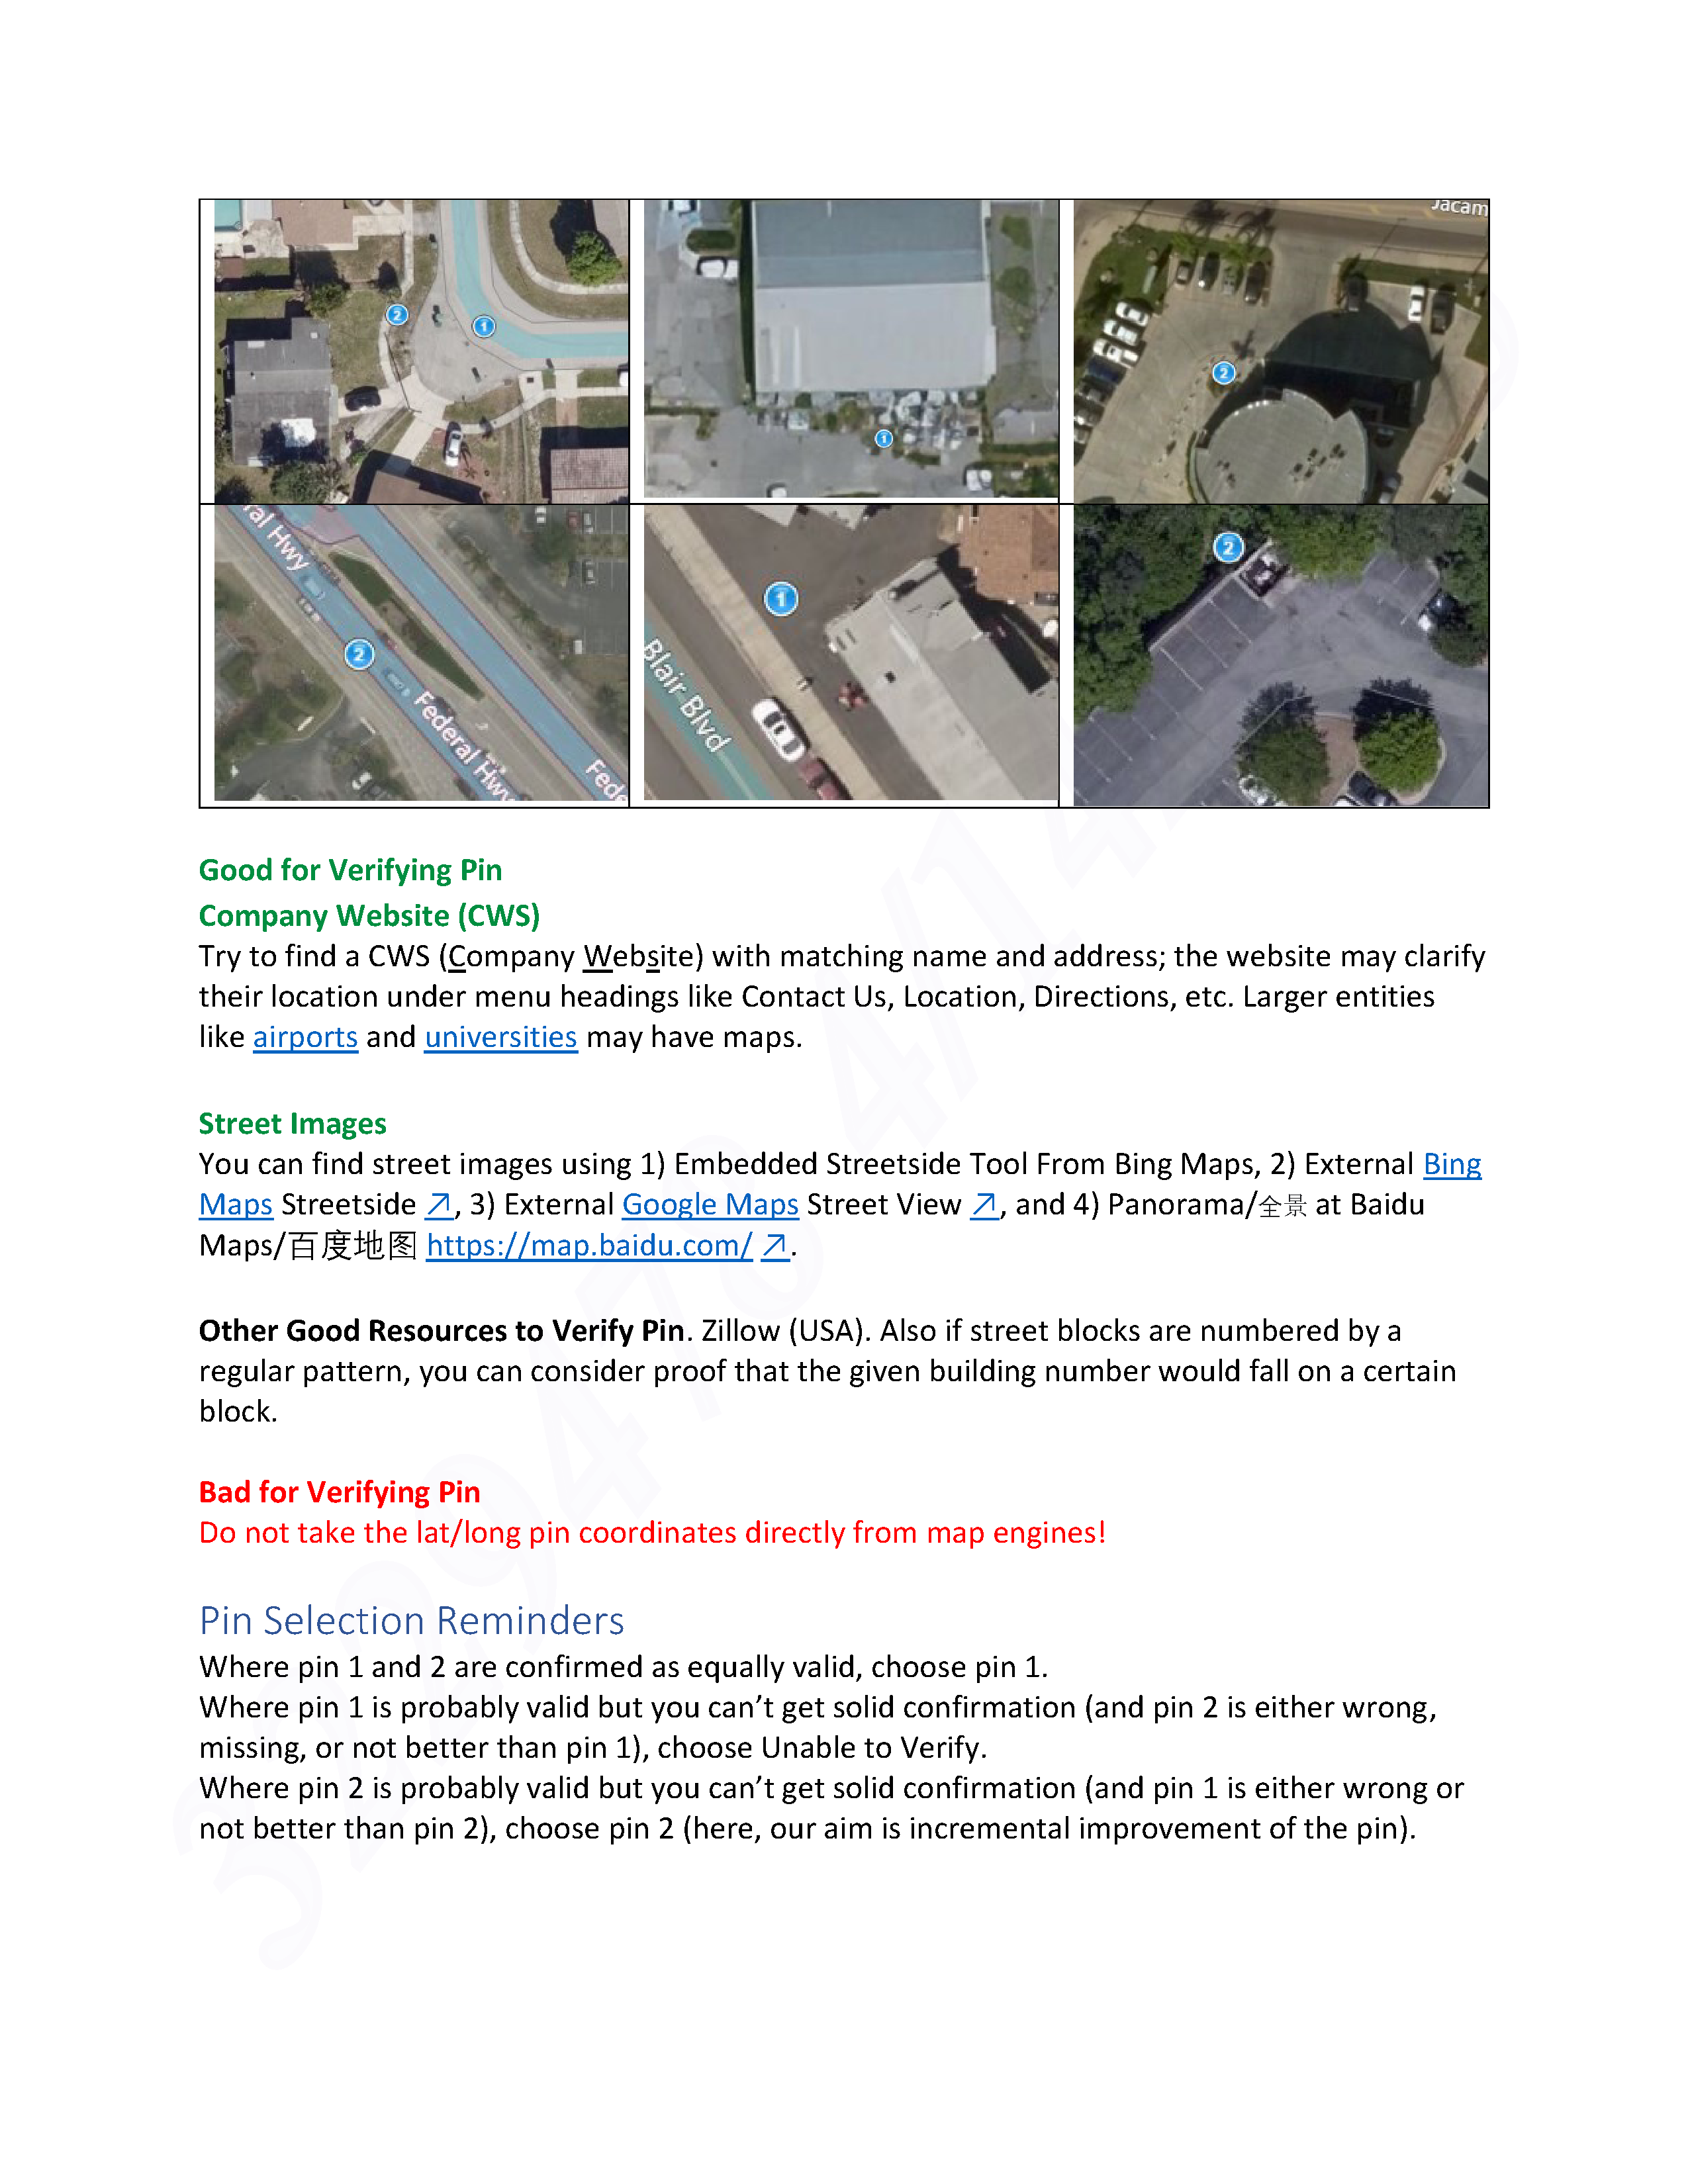 Jacam
2
1
1
2
ral Hwy
2
Federal Hwy
Fede
1
Blair Blvd
2
Good for Verifying Pin
Company Website (CWS)
Try to find a CWS (Company Website) with matching name and address; the website may clarify
their location under menu headings like Contact Us, Location, Directions, etc. Larger entities
like airports and universities may have maps.
Street Images
You can find street images using 1) Embedded Streetside Tool From Bing Maps, 2) External Bing
Maps Streetside ↗, 3) External Google Maps Street View ↗, and 4) Panorama/全景 at Baidu
Maps/百度地图 https://map.baidu.com/ ↗.
Other Good Resources to Verify Pin. Zillow (USA). Also if street blocks are numbered by a
regular pattern, you can consider proof that the given building number would fall on a certain
block.
Bad for Verifying Pin
Do not take the lat/long pin coordinates directly from map engines!
Pin Selection Reminders
Where pin 1 and 2 are confirmed as equally valid, choose pin 1.
Where pin 1 is probably valid but you can’t get solid confirmation (and pin 2 is either wrong,
missing, or not better than pin 1), choose Unable to Verify.
Where pin 2 is probably valid but you can’t get solid confirmation (and pin 1 is either wrong or
not better than pin 2), choose pin 2 (here, our aim is incremental improvement of the pin).